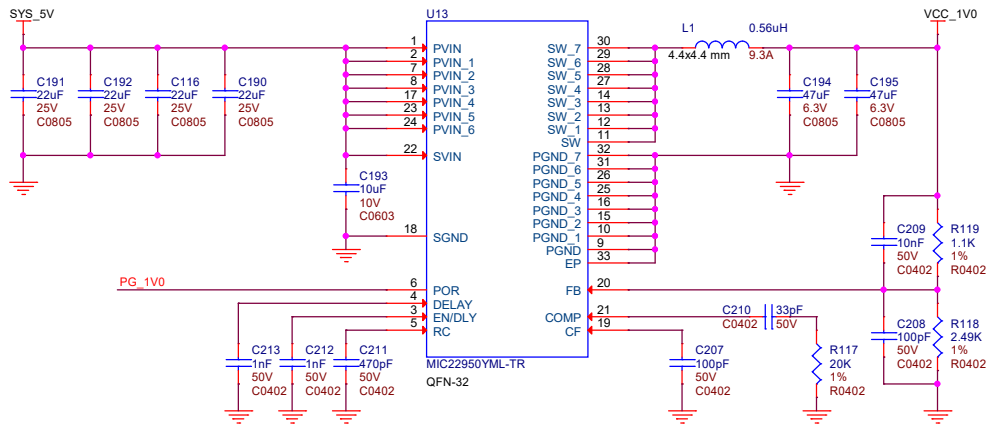 SYS_5V
U13
VCC_1V0
L1 0.56uH
4.4x4.4 mm 9.3A
C191
22uF
25V
C0805
C192
22uF
25V
C0805
C116
22uF
25V
C0805
C190
22uF
25V
C0805
1 PVIN
2 PVIN_1
7 PVIN_2
8 PVIN_3
17 PVIN_4
23 PVIN_5
24 PVIN_6
22 SVIN
C193
10uF
10V
C0603
18 SGND
PG_1V0
6 POR
4 DELAY
3 EN/DLY
5 RC
SW_7 30
SW_6 29
SW_5 28
SW_4 27
SW_3 14
SW_2 13
SW_1 12
SW 11
PGND_7 32
PGND_6 31
PGND_5 26
PGND_4 25
PGND_3 16
PGND_2 15
PGND_1 10
PGND 9
EP 33
FB 20
COMP 21
CF 19
MIC22950YML-TR
QFN-32
C194
47uF
6.3V
C0805
C195
47uF
6.3V
C0805
C209
10nF
50V
C0402
R119
1.1K
1%
R0402
C210 33pF
C0402 50V
C208
100pF
50V
C0402
R118
2.49K
1%
R0402
C213
1nF
50V
C0402
C212
1nF
50V
C0402
C211
470pF
50V
C0402
C207
100pF
50V
C0402
R117
20K
1%
R0402